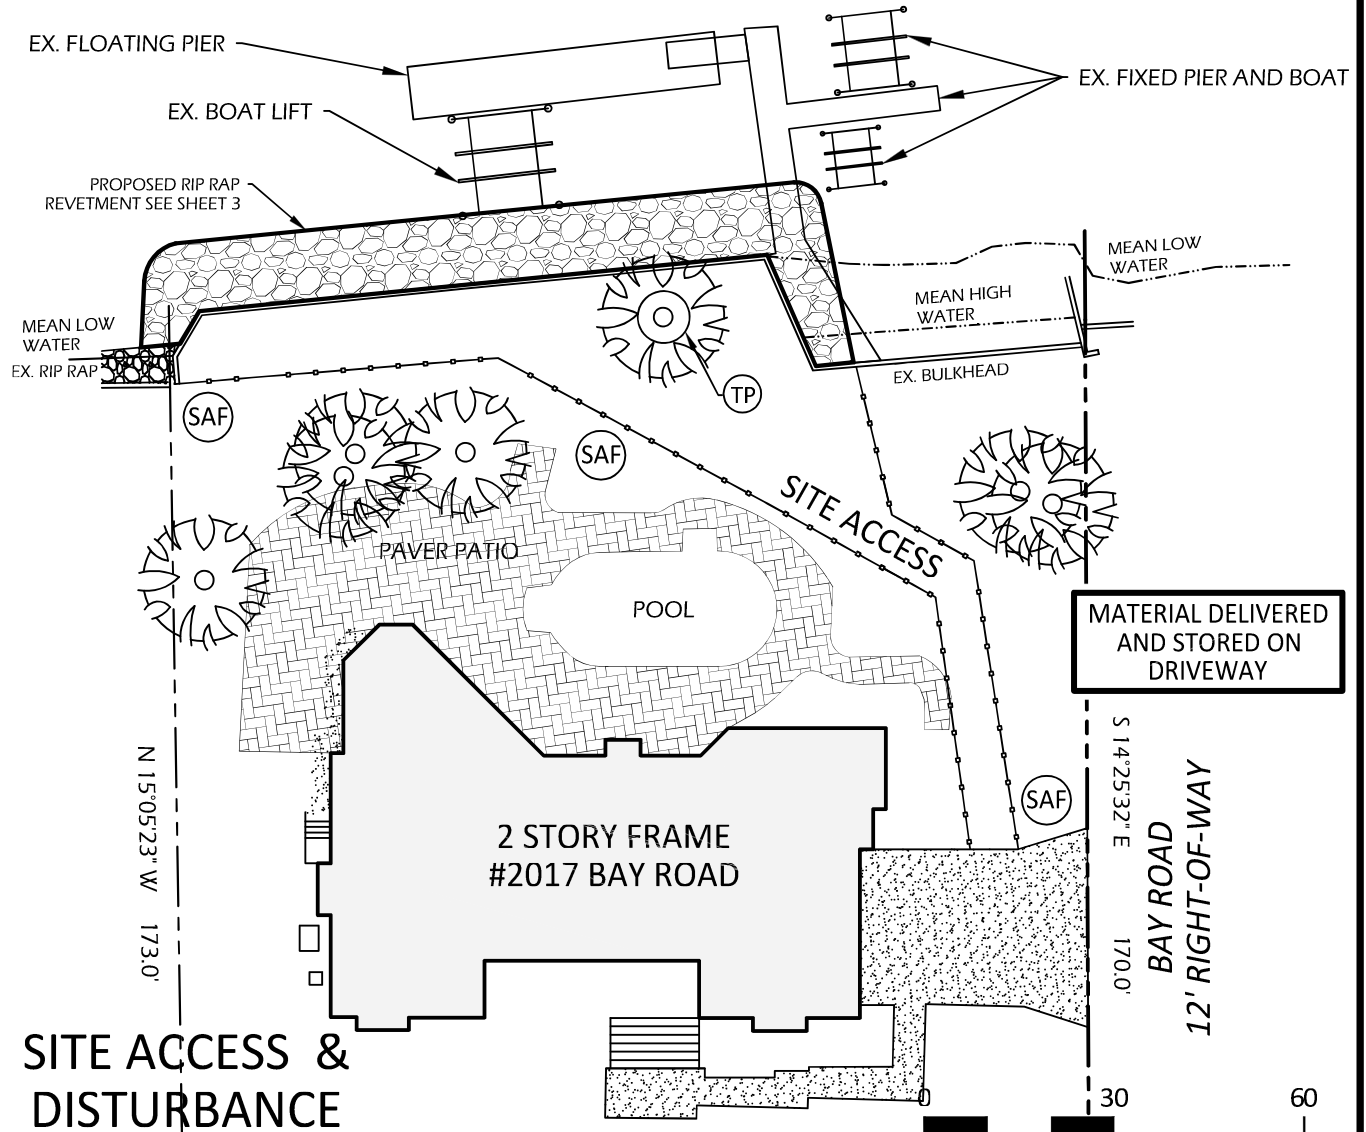 EX. FLOATING PIER
EX. BOAT LIFT
EX. FIXED PIER AND BOAT
PROPOSED RIP RAP
REVETMENT SEE SHEET 3
MEAN LOW
WATER
MEAN HIGH
WATER
MEAN LOW
WATER
EX. RIP RAP
EX. BULKHEAD
TP
SAF
SAF
SITE ACCESS
PAVER PATIO
POOL
MATERIAL DELIVERED
AND STORED ON
DRIVEWAY
N 15°05'23" W 173.0'
S 14°25'32" E 170.0'
BAY ROAD
12' RIGHT-OF-WAY
SAF
2 STORY FRAME
#2017 BAY ROAD
SITE ACCESS &
DISTURBANCE
0 30 60